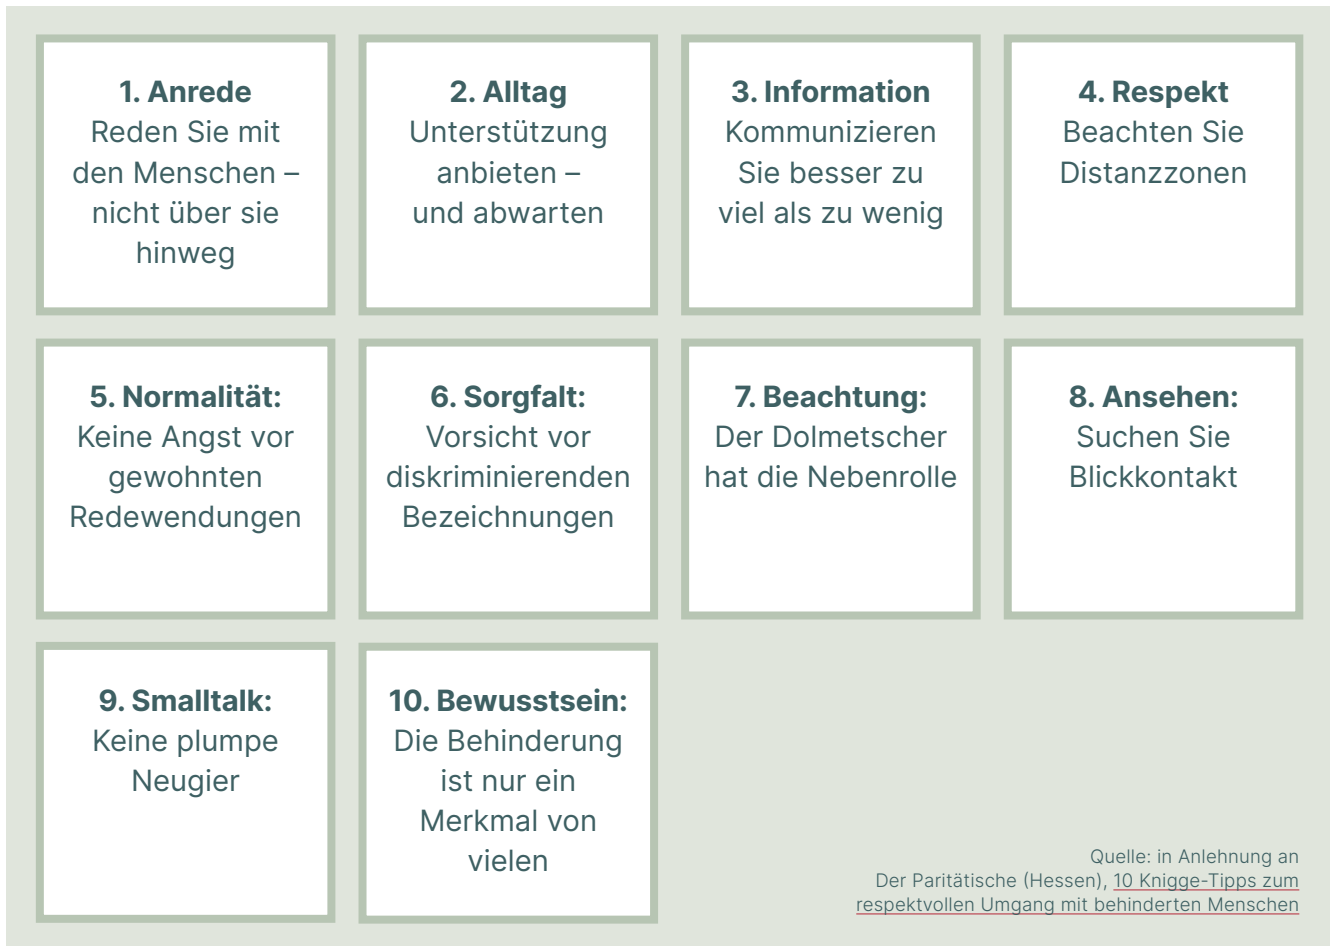 1. Anrede
Reden Sie mit
den Menschen –
nicht über sie
hinweg
2. Alltag
Unterstützung
anbieten –
und abwarten
3. Information
Kommunizieren
Sie besser zu
viel als zu wenig
4. Respekt
Beachten Sie
Distanzzonen
5. Normalität:
Keine Angst vor
gewohnten
Redewendungen
6. Sorgfalt:
Vorsicht vor
diskriminierenden
Bezeichnungen
7. Beachtung:
Der Dolmetscher
hat die Nebenrolle
8. Ansehen:
Suchen Sie
Blickkontakt
9. Smalltalk:
Keine plumpe
Neugier
10. Bewusstsein:
Die Behinderung
ist nur ein
Merkmal von
vielen
Quelle: in Anlehnung an
Der Paritätische (Hessen), 10 Knigge-Tipps zum
respektvollen Umgang mit behinderten Menschen